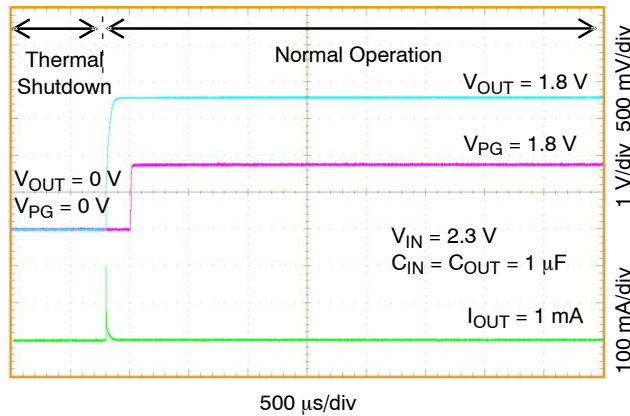 Thermal
Shutdown
Normal Operation
VOUT = 1.8 V
VPG = 1.8 V
VOUT = 0 V
VPG = 0 V
VIN = 2.3 V
CIN = COUT = 1 μF
IOUT = 1 mA
500 mV/div
1 V/div
100 mA/div
500 μs/div